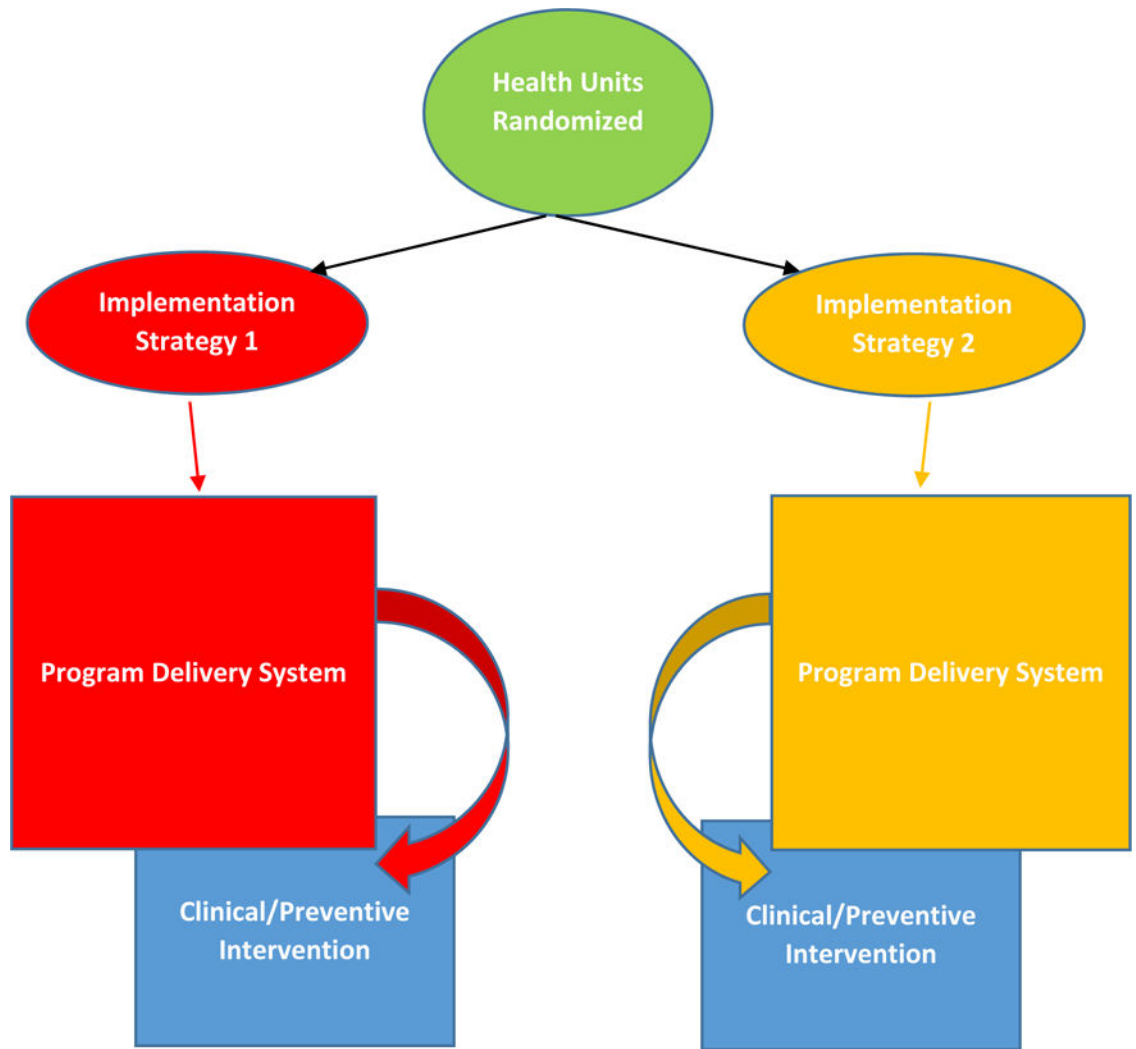 Health Units
Randomized
Implementation
Strategy 1
Implementation
Strategy 2
Program Delivery System
Program Delivery System
Clinical/Preventive
Intervention
Clinical/Preventive
Intervention